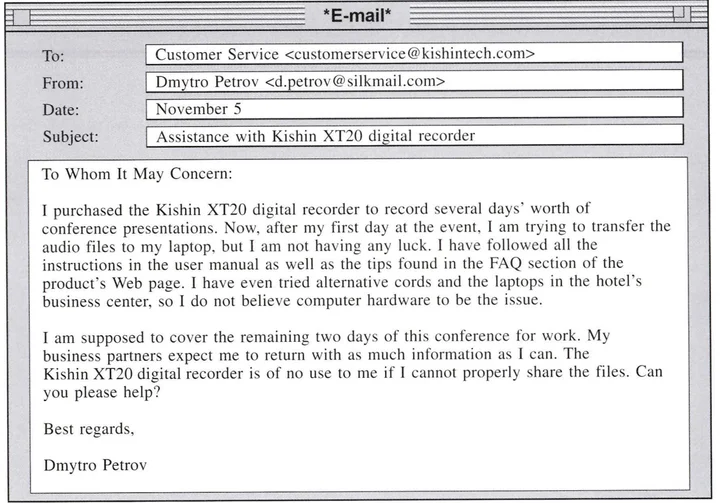 *E-mail*
To: Customer Service <customerservice@kishintech.com>
From: Dmytro Petrov <d.petrov@silkmail.com>
Date: November 5
Subject: Assistance with Kishin XT20 digital recorder
To Whom It May Concern:
I purchased the Kishin XT20 digital recorder to record several days' worth of
conference presentations. Now, after my first day at the event, I am trying to transfer the
audio files to my laptop, but I am not having any luck. I have followed all the
instructions in the user manual as well as the tips found in the FAQ section of the
product's Web page. I have even tried alternative cords and the laptops in the hotel's
business center, so I do not believe computer hardware to be the issue.
I am supposed to cover the remaining two days of this conference for work. My
business partners expect me to return with as much information as I can. The
Kishin XT20 digital recorder is of no use to me if I cannot properly share the files. Can
you please help?
Best regards,
Dmytro Petrov